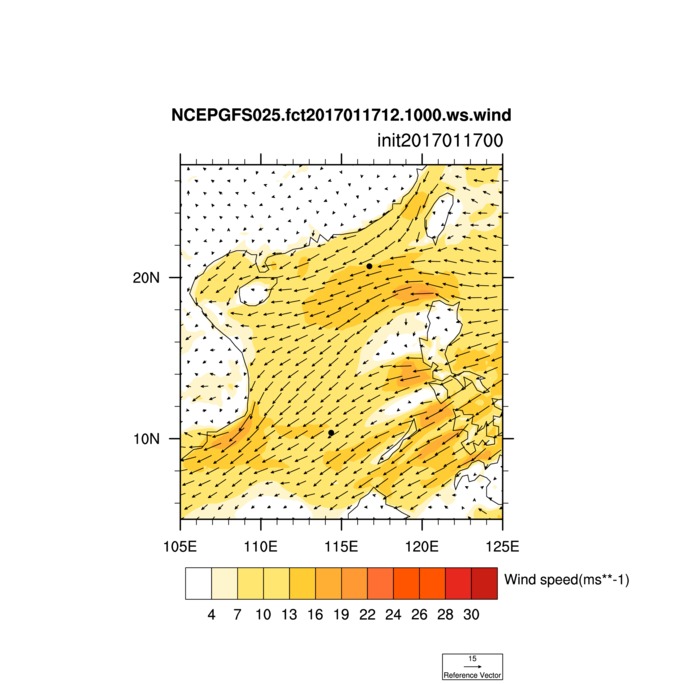 NCEPGFS025.fct2017011712.1000.ws.wind
init2017011700
20N
10N
105E 110E 115E 120E 125E
Wind speed(ms**-1)
4 7 10 13 16 19 22 24 26 28 30
15
Reference Vector